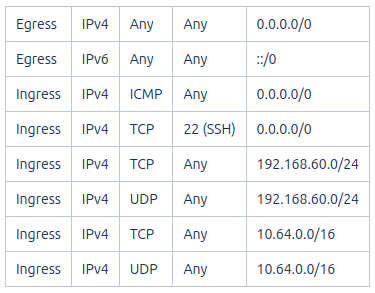 Egress IPv4 Any Any 0.0.0.0/0
Egress IPv6 Any Any ::/0
Ingress IPv4 ICMP Any 0.0.0.0/0
Ingress IPv4 TCP 22 (SSH) 0.0.0.0/0
Ingress IPv4 TCP Any 192.168.60.0/24
Ingress IPv4 UDP Any 192.168.60.0/24
Ingress IPv4 TCP Any 10.64.0.0/16
Ingress IPv4 UDP Any 10.64.0.0/16